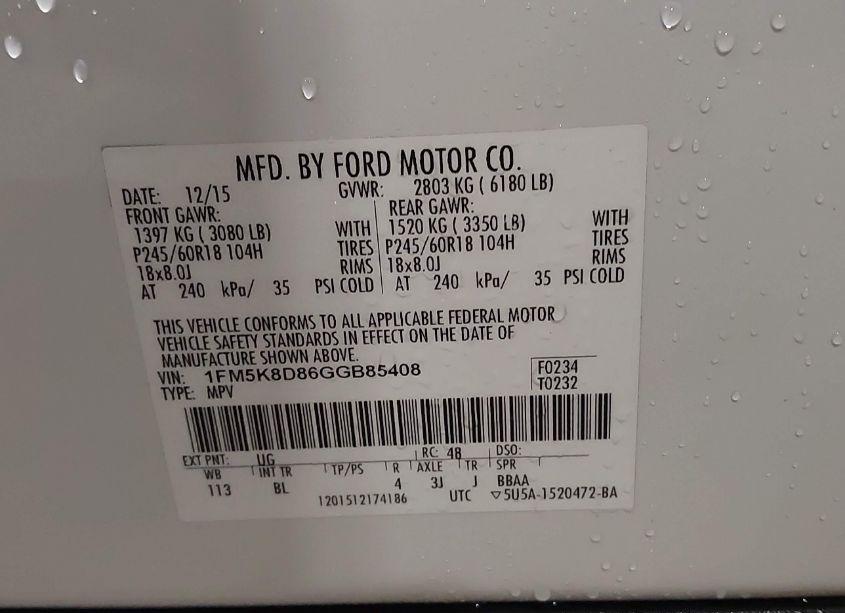 MFD. BY FORD MOTOR CO.
DATE: 12/15 GVWR: 2803 KG ( 6180 LB)
FRONT GAWR: REAR GAWR:
1397 KG ( 3080 LB) WITH 1520 KG ( 3350 LB) WITH
P245/60R18 104H TIRES P245/60R18 104H TIRES
18x8.0J RIMS 18x8.0J RIMS
AT 240 kPa/ 35 PSI COLD AT 240 kPa/ 35 PSI COLD
THIS VEHICLE CONFORMS TO ALL APPLICABLE FEDERAL MOTOR
VEHICLE SAFETY STANDARDS IN EFFECT ON THE DATE OF
MANUFACTURE SHOWN ABOVE.
VIN: 1FM5K8D86GGB85408 F0234
TYPE: MPV T0232
EXT PNT: UG RC: 48 DSO:
WB INT TR TP/PS R AXLE TR SPR
113 BL 4 3J J BBAA
1201512174186 UTC ▽5U5A-1520472-BA